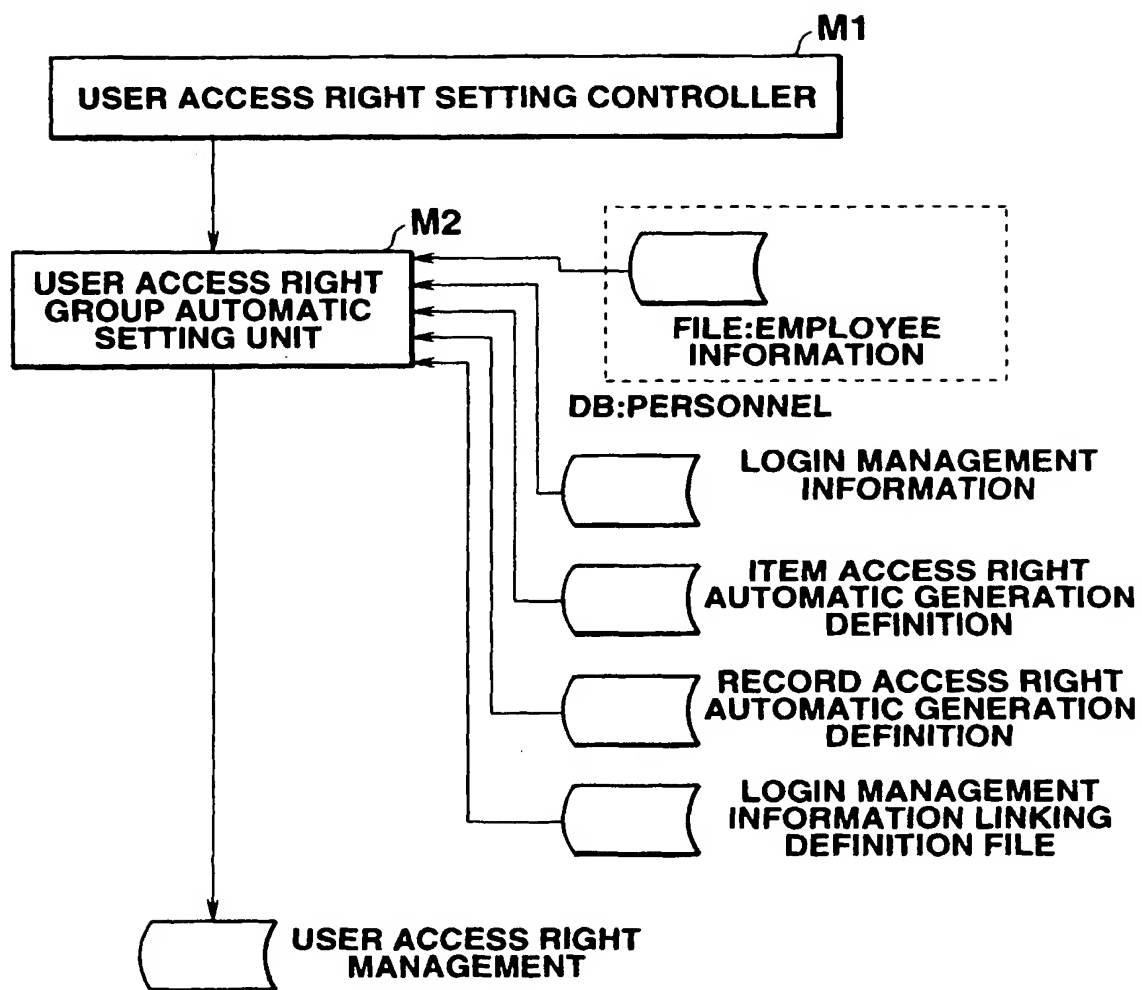 M1
USER ACCESS RIGHT SETTING CONTROLLER
M2
USER ACCESS RIGHT
GROUP AUTOMATIC
SETTING UNIT
FILE:EMPLOYEE
INFORMATION
DB:PERSONNEL
LOGIN MANAGEMENT
INFORMATION
ITEM ACCESS RIGHT
AUTOMATIC GENERATION
DEFINITION
RECORD ACCESS RIGHT
AUTOMATIC GENERATION
DEFINITION
LOGIN MANAGEMENT
INFORMATION LINKING
DEFINITION FILE
USER ACCESS RIGHT
MANAGEMENT